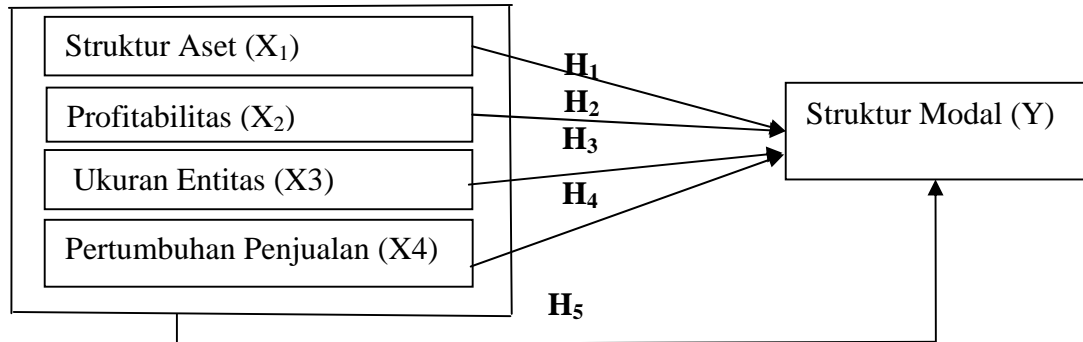 Struktur Aset (X₁)
Profitabilitas (X₂)
Ukuran Entitas (X3)
Pertumbuhan Penjualan (X4)
H₁
H₂
H₃
H₄
H₅
Struktur Modal (Y)